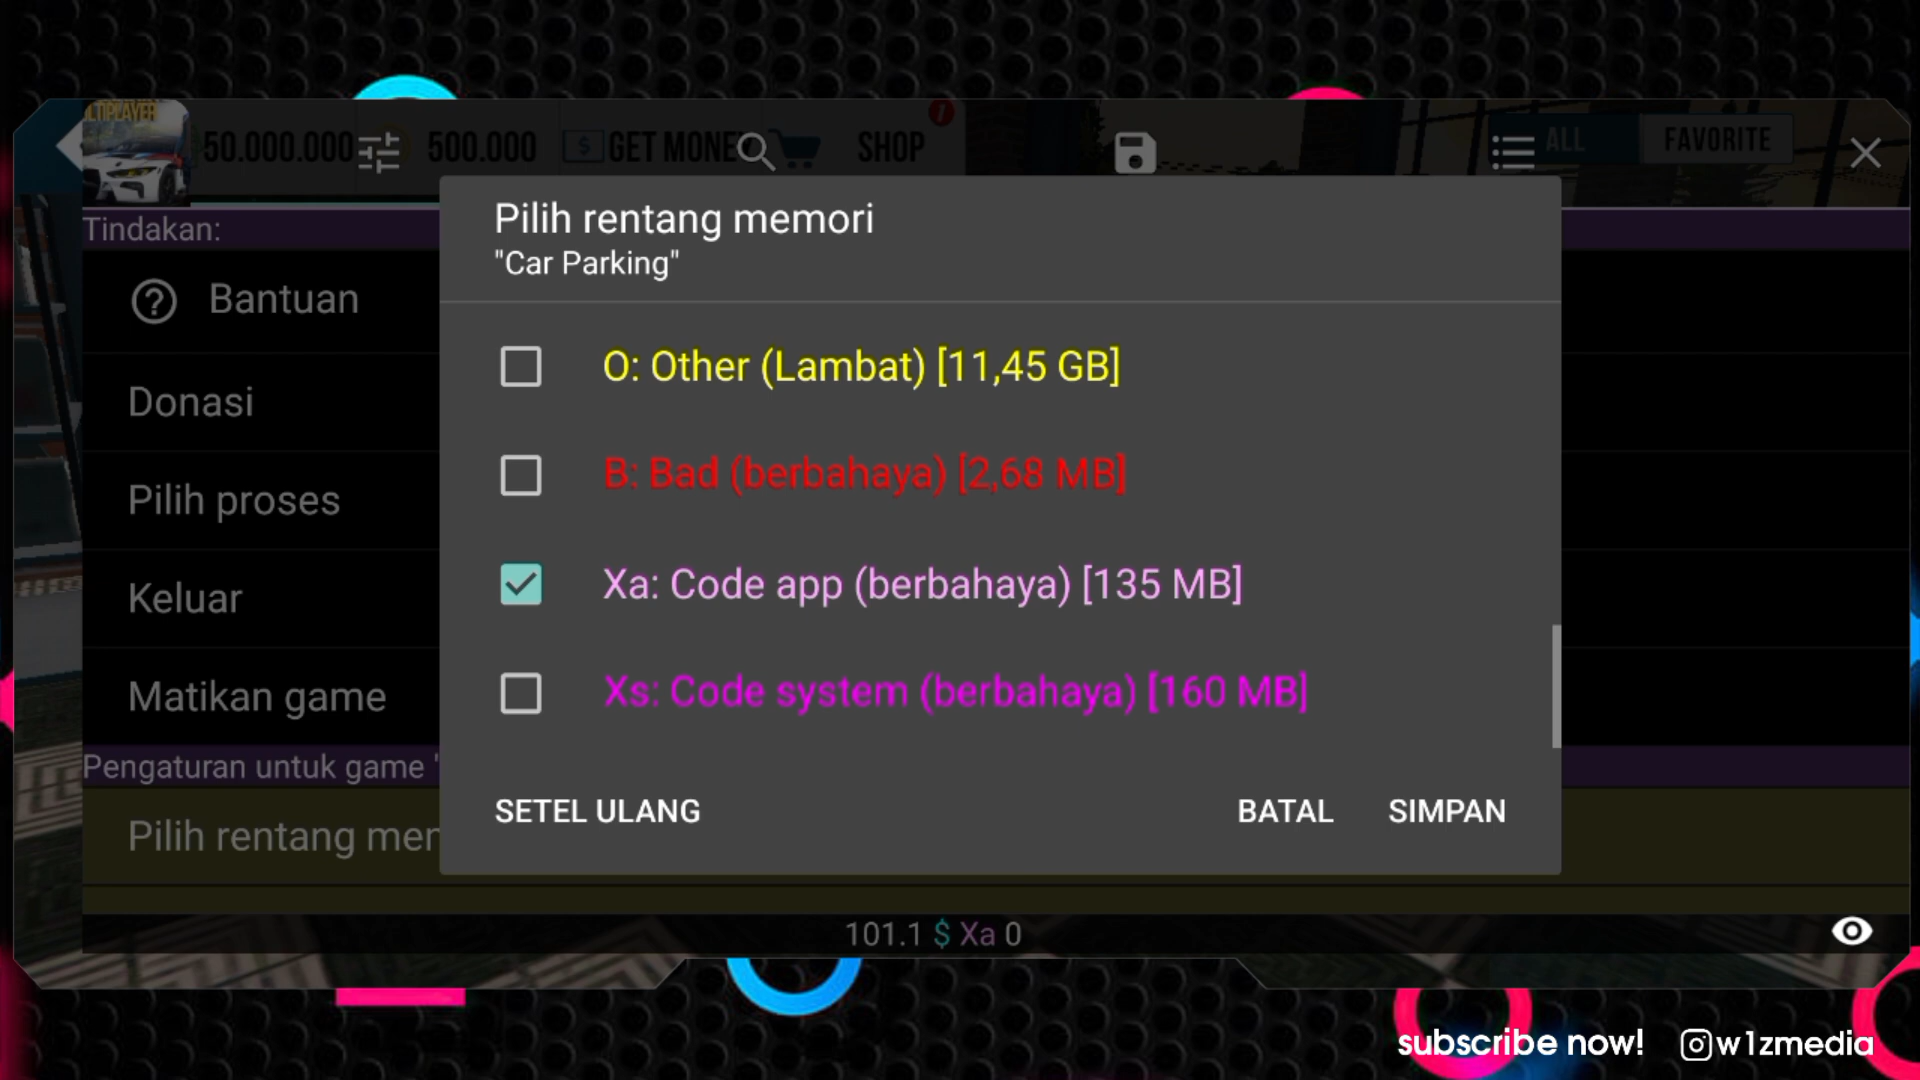 LTIPLAYER
50.000.000
500.000
$ GET MONEY
SHOP
ALL
FAVORITE
Tindakan:
Bantuan
Donasi
Pilih proses
Keluar
Matikan game
Pengaturan untuk game "
Pilih rentang mem
Pilih rentang memori
"Car Parking"
O: Other (Lambat) [11,45 GB]
B: Bad (berbahaya) [2,68 MB]
Xa: Code app (berbahaya) [135 MB]
Xs: Code system (berbahaya) [160 MB]
SETEL ULANG
BATAL
SIMPAN
101.1 $ Xa 0
subscribe now!
w1zmedia